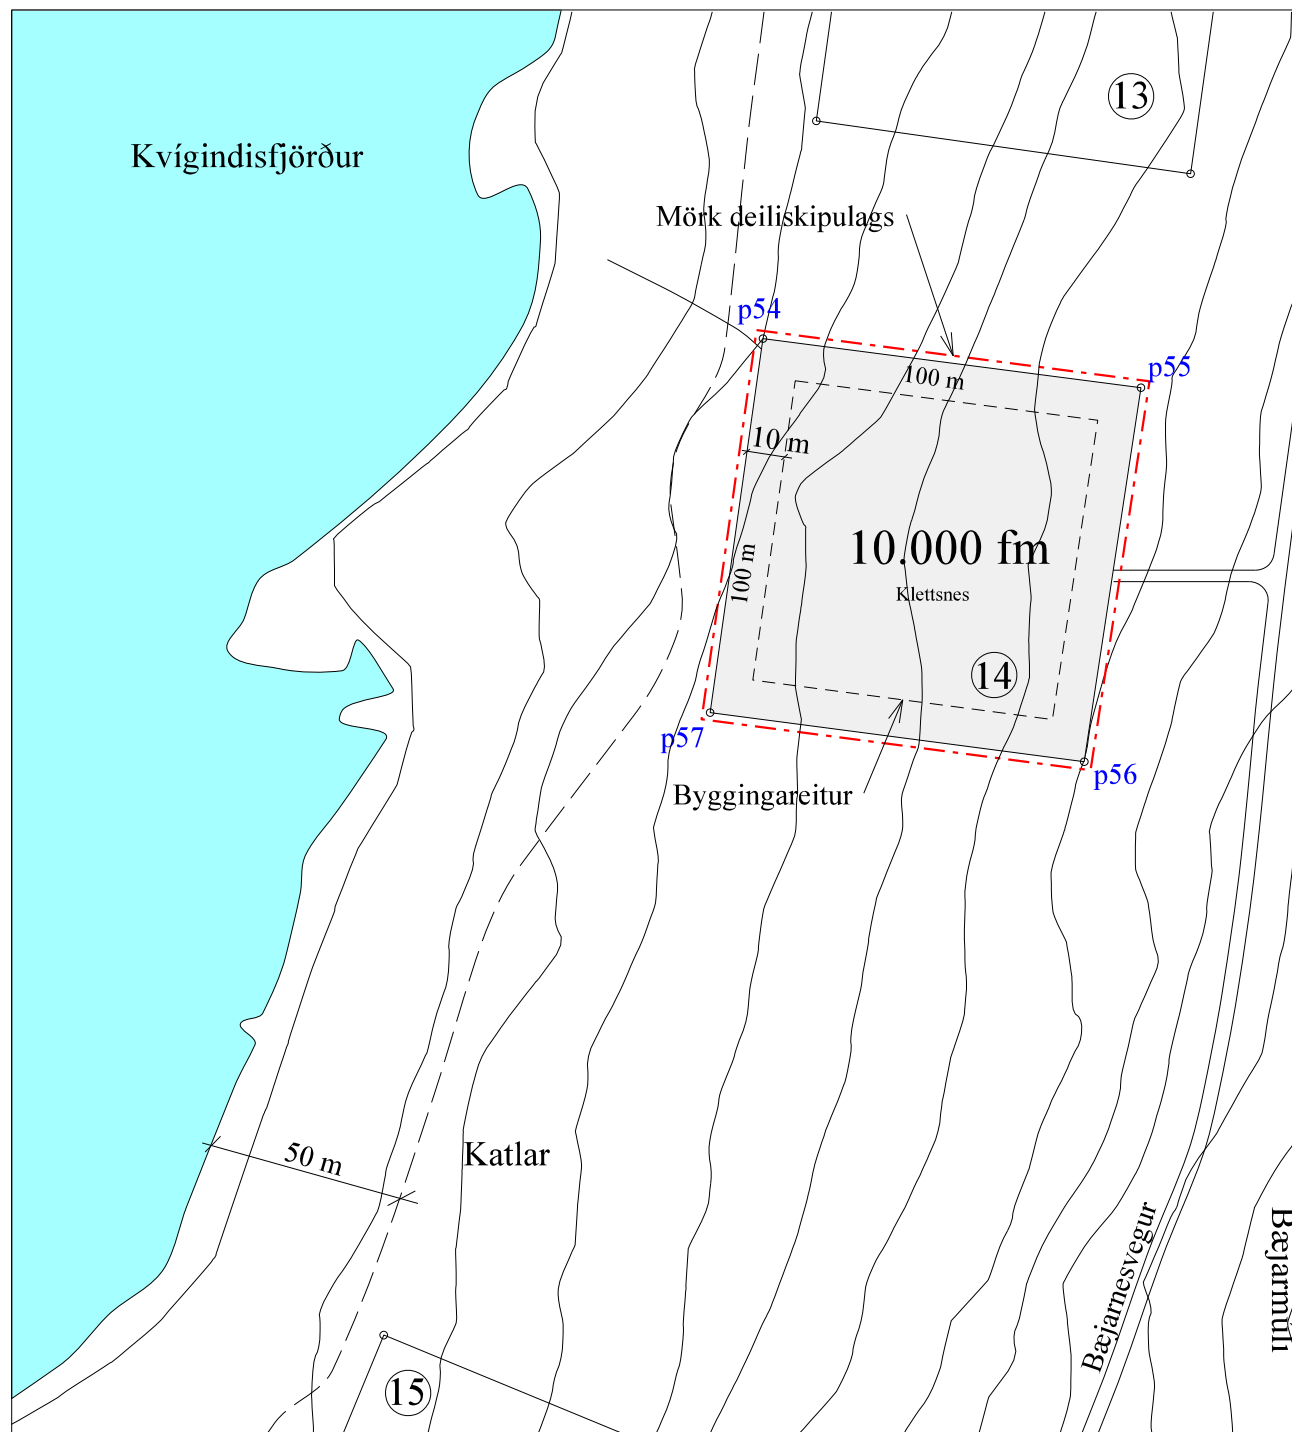 13
Kvígindisfjörður
Mörk deiliskipulags
p54
p55
100 m
10 m
10.000 fm
100 m
Klettsnes
14
p57
p56
Byggingareitur
Katlar
50 m
Bæjarnesvegur
Bæjarmúli
15